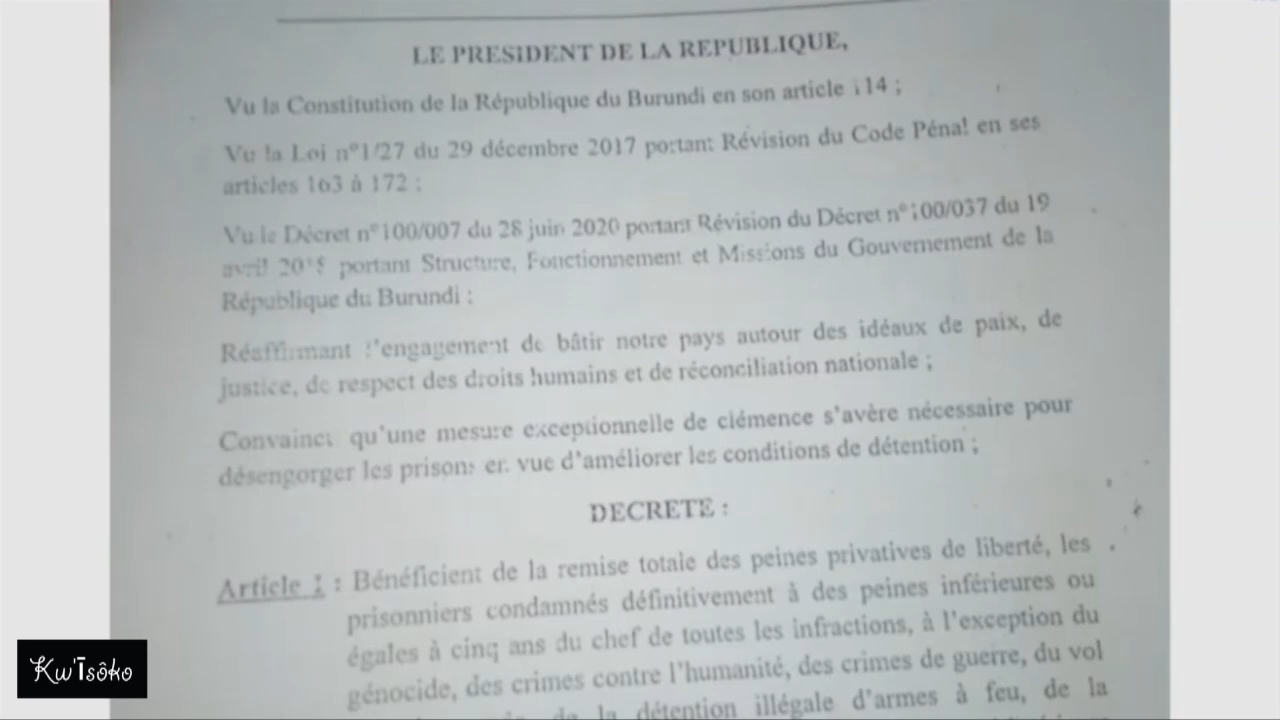 LE PRESIDENT DE LA REPUBLIQUE,
Vu la Constitution de la République du Burundi en son article 114 ;
Vu la Loi n°1/27 du 29 décembre 2017 portant Révision du Code Pénal en ses
articles 163 à 172 ;
Vu le Décret n°100/007 du 28 juin 2020 portant Révision du Décret n°100/037 du 19
avril portant Structure, Fonctionnement et Missions du Gouvernement de la
République du Burundi ;
Réaffirmant l'engagement de bâtir notre pays autour des idéaux de paix, de
justice, de respect des droits humains et de réconciliation nationale ;
Convaincu qu'une mesure exceptionnelle de clémence s'avère nécessaire pour
désengorger les prisons en vue d'améliorer les conditions de détention ;
DECRETE :
Article 1 : Bénéficient de la remise totale des peines privatives de liberté, les
prisonniers condamnés définitivement à des peines inférieures ou
égales à cinq ans du chef de toutes les infractions, à l'exception du
génocide, des crimes contre l'humanité, des crimes de guerre, du vol
de la détention illégale d'armes à feu, de la
Kw'Īsôko